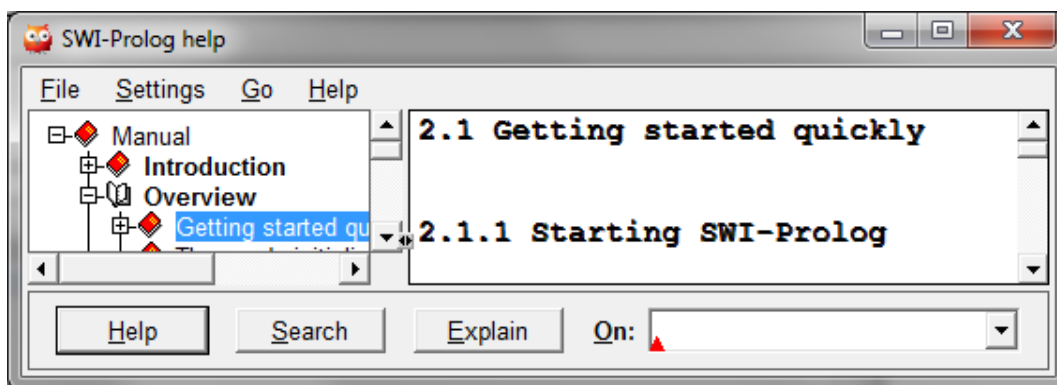 SWI-Prolog help
File Settings Go Help
Manual
Introduction
Overview
Getting started qu
2.1 Getting started quickly
2.1.1 Starting SWI-Prolog
Help Search Explain On: